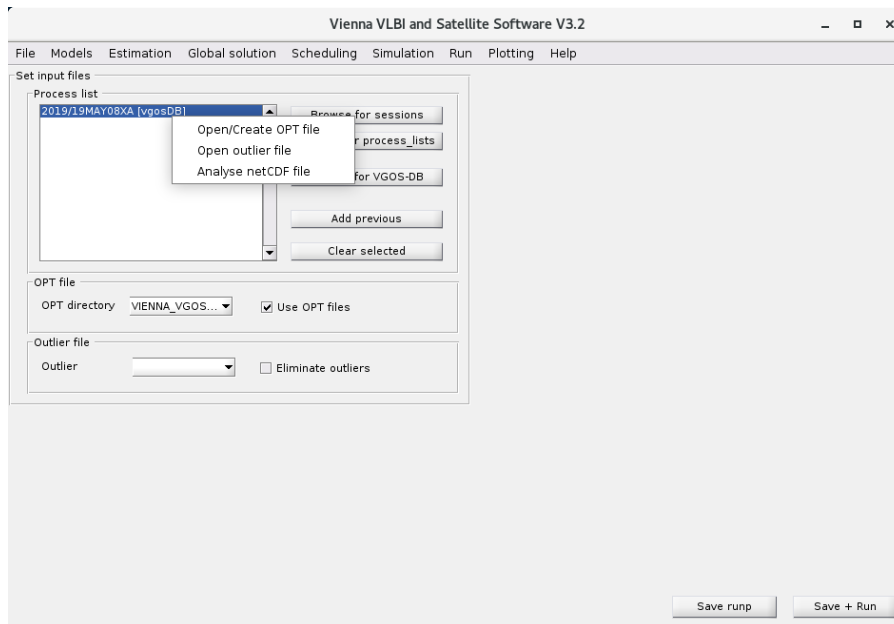 Vienna VLBI and Satellite Software V3.2
File Models Estimation Global solution Scheduling Simulation Run Plotting Help
Set input files
Process list
2019/19MAY08XA [vgosDB]
Browse for sessions
Open/Create OPT file
r process_lists
Open outlier file
Analyse netCDF file
for VGOS-DB
Add previous
Clear selected
OPT file
OPT directory VIENNA_VGOS... Use OPT files
Outlier file
Outlier Eliminate outliers
Save runp Save + Run